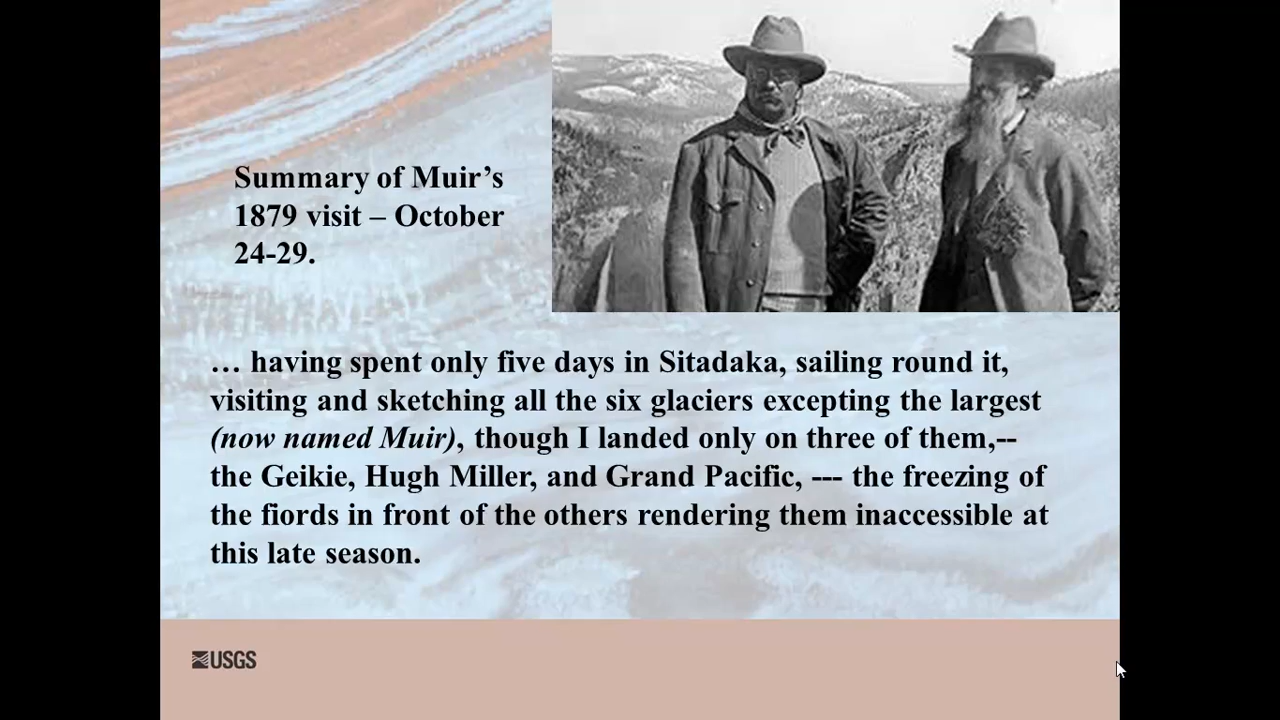 Summary of Muir’s
1879 visit – October
24-29.
… having spent only five days in Sitadaka, sailing round it,
visiting and sketching all the six glaciers excepting the largest
(now named Muir), though I landed only on three of them,--
the Geikie, Hugh Miller, and Grand Pacific, --- the freezing of
the fiords in front of the others rendering them inaccessible at
this late season.
USGS